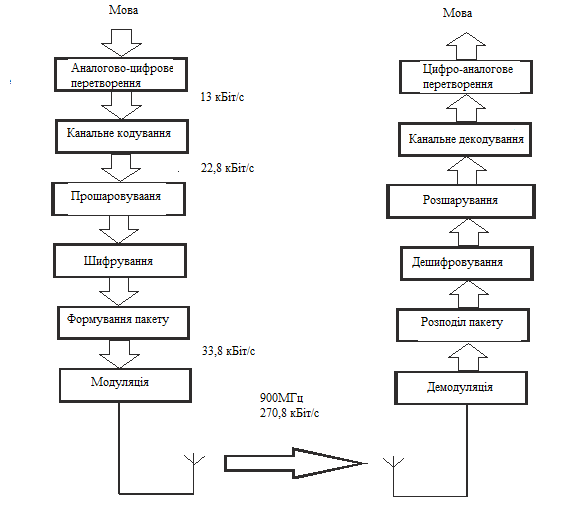 Мова
Аналогово-цифрове
перетворення
13 кБіт/с
Канальне кодування
22,8 кБіт/с
Прошаровуваання
Шифрування
Формування пакету
33,8 кБіт/с
Модуляція
900МГц
270,8 кБіт/с
Мова
Цифро-аналогове
перетворення
Канальне декодування
Розшарування
Дешифровування
Розподіл пакету
Демодуляція